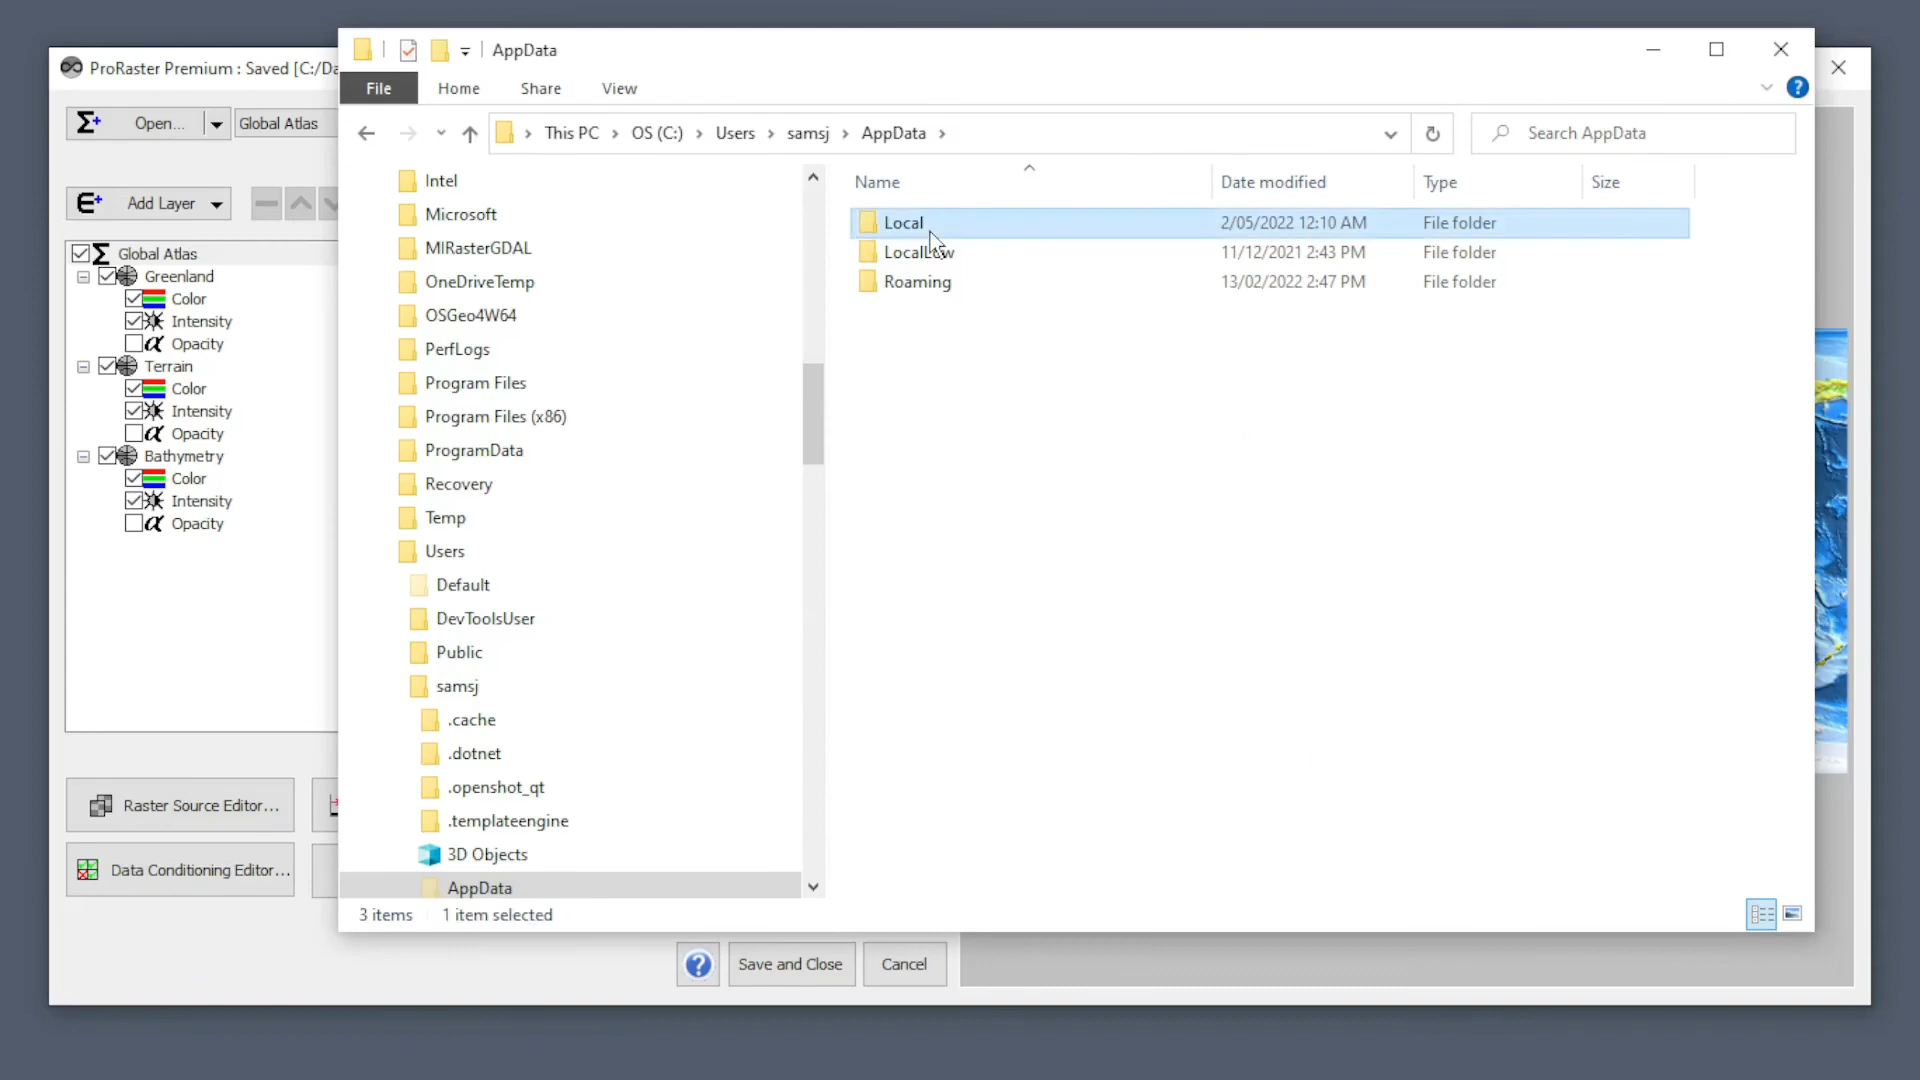 AppData
ProRaster Premium : Saved [C:/Da
File
Home
Share
View
Open...
Global Atlas
This PC
OS (C:)
Users
samsj
AppData
Search AppData
Add Layer
Global Atlas
Greenland
Color
Intensity
Opacity
Terrain
Color
Intensity
Opacity
Bathymetry
Color
Intensity
Opacity
Raster Source Editor...
Data Conditioning Editor...
Intel
Microsoft
MIRasterGDAL
OneDriveTemp
OSGeo4W64
PerfLogs
Program Files
Program Files (x86)
ProgramData
Recovery
Temp
Users
Default
DevToolsUser
Public
samsj
.cache
.dotnet
.openshot_qt
.templateengine
3D Objects
AppData
Name Date modified Type Size
Local 2/05/2022 12:10 AM File folder
LocalLow 11/12/2021 2:43 PM File folder
Roaming 13/02/2022 2:47 PM File folder
3 items 1 item selected
Save and Close
Cancel